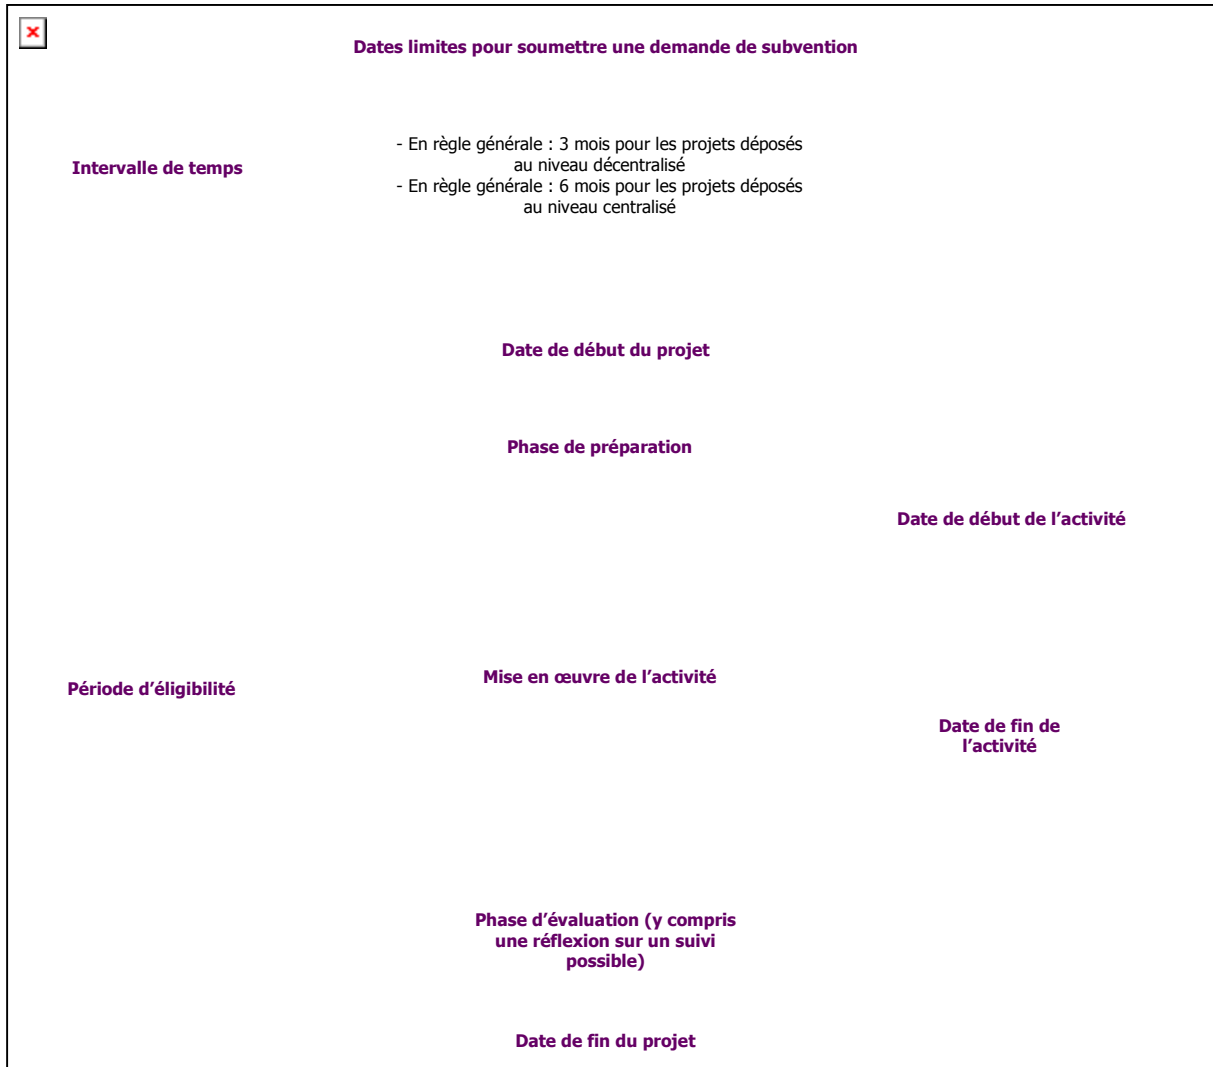 Dates limites pour soumettre une demande de subvention
Intervalle de temps
- En règle générale : 3 mois pour les projets déposés
au niveau décentralisé
- En règle générale : 6 mois pour les projets déposés
au niveau centralisé
Date de début du projet
Phase de préparation
Date de début de l’activité
Période d’éligibilité
Mise en œuvre de l’activité
Date de fin de
l’activité
Phase d’évaluation (y compris
une réflexion sur un suivi
possible)
Date de fin du projet